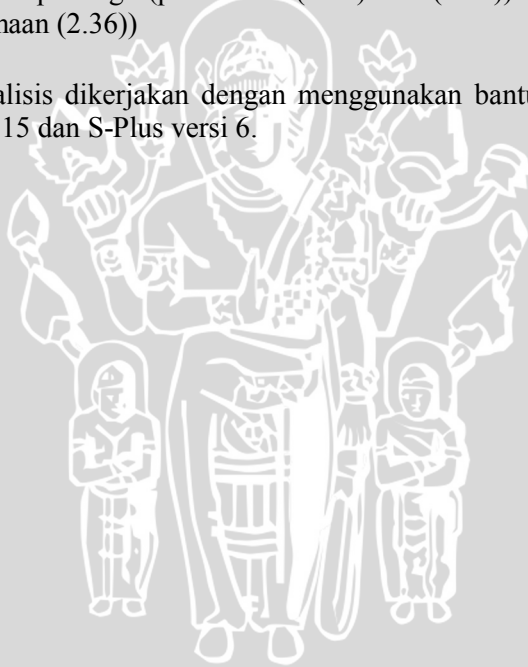 naan (2.36))
alisis dikerjakan dengan menggunakan bantu
15 dan S-Plus versi 6.